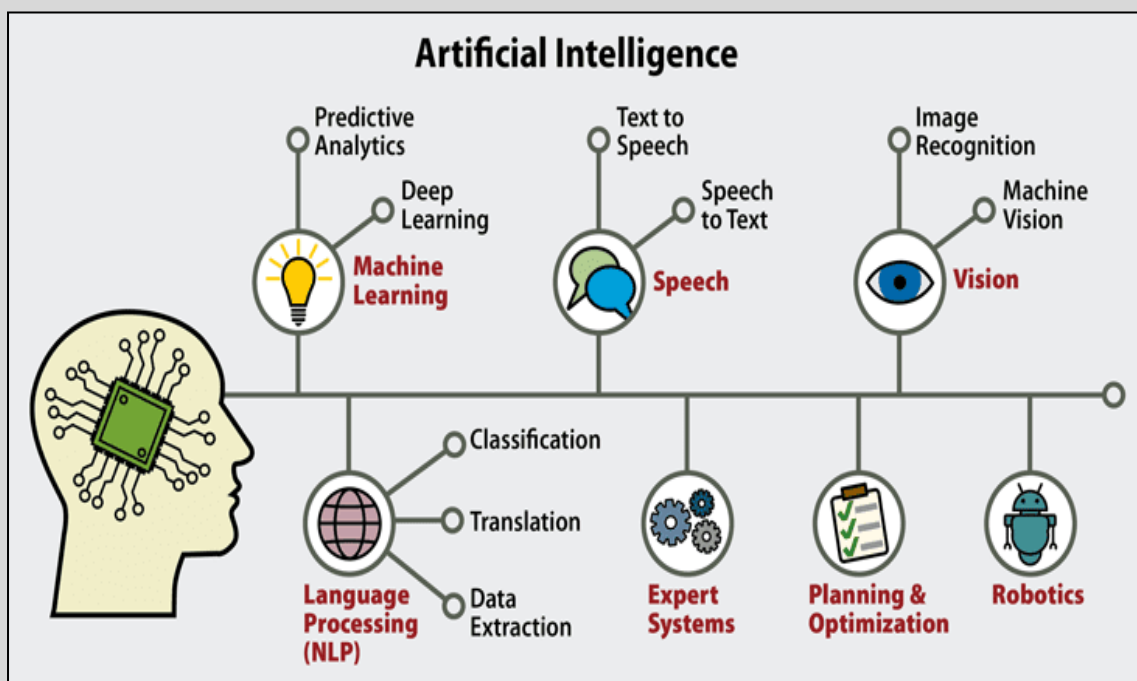 Artificial Intelligence
Predictive
Analytics
Deep
Learning
Machine
Learning
Text to
Speech
Speech
to Text
Speech
Image
Recognition
Machine
Vision
Vision
Classification
Translation
Data
Extraction
Language
Processing
(NLP)
Expert
Systems
Planning &
Optimization
Robotics